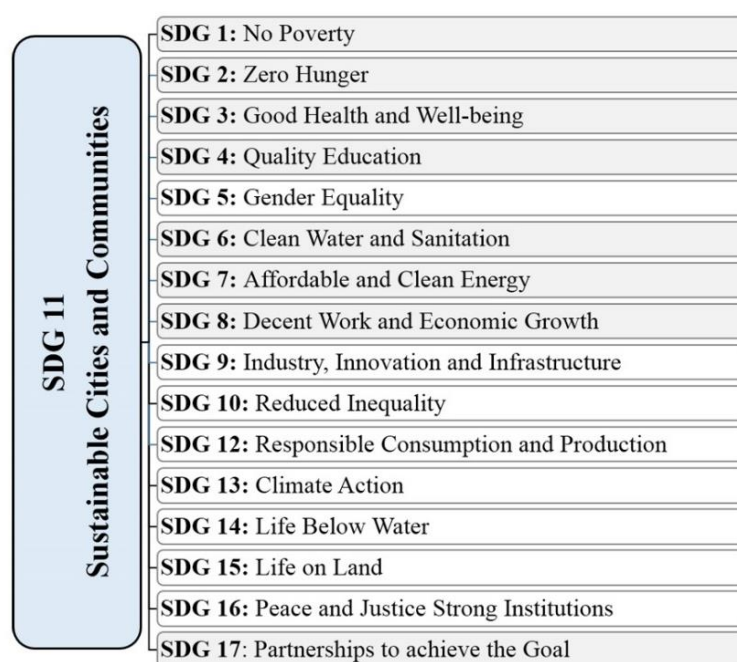 SDG 11
Sustainable Cities and Communities
SDG 1: No Poverty
SDG 2: Zero Hunger
SDG 3: Good Health and Well-being
SDG 4: Quality Education
SDG 5: Gender Equality
SDG 6: Clean Water and Sanitation
SDG 7: Affordable and Clean Energy
SDG 8: Decent Work and Economic Growth
SDG 9: Industry, Innovation and Infrastructure
SDG 10: Reduced Inequality
SDG 12: Responsible Consumption and Production
SDG 13: Climate Action
SDG 14: Life Below Water
SDG 15: Life on Land
SDG 16: Peace and Justice Strong Institutions
SDG 17: Partnerships to achieve the Goal